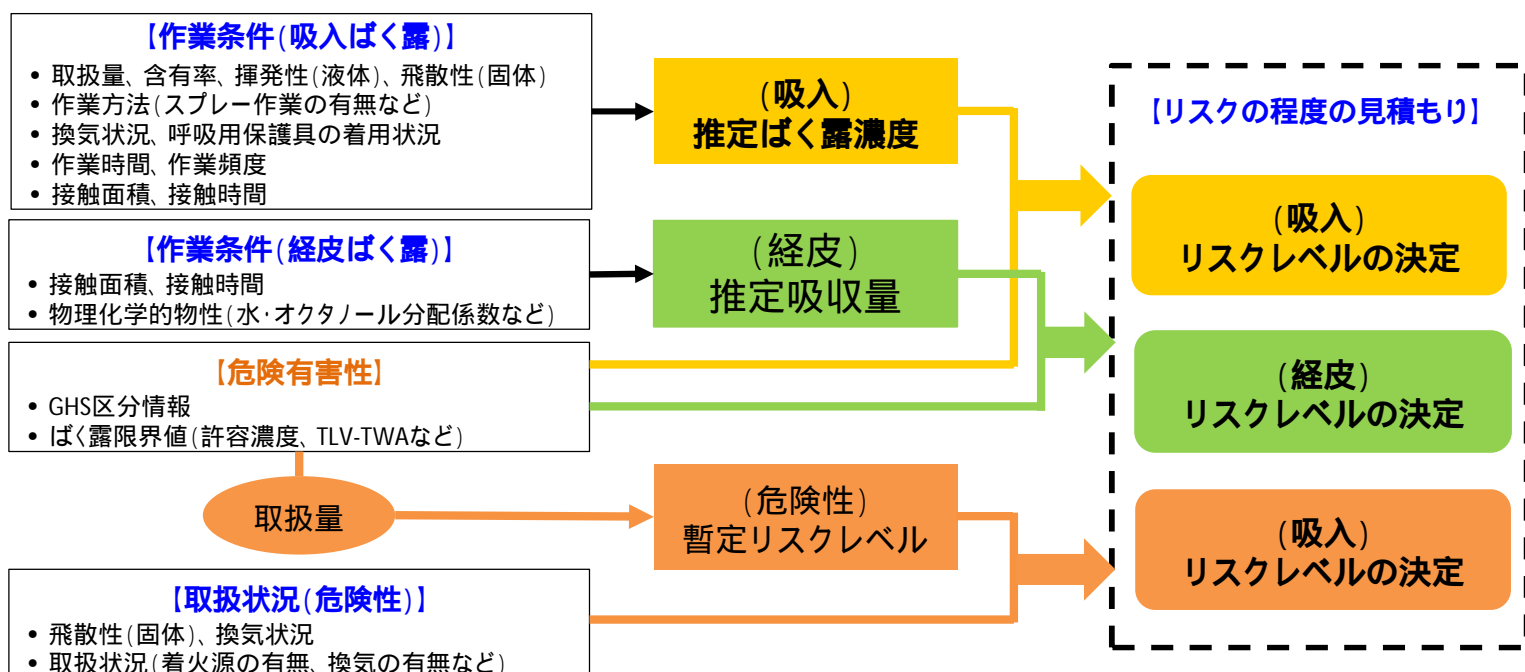 【作業条件(吸入ばく露)】
• 取扱量、含有率、揮発性(液体)、飛散性(固体)
• 作業方法(スプレー作業の有無など)
• 換気状況、呼吸用保護具の着用状況
• 作業時間、作業頻度
• 接触面積、接触時間
【作業条件(経皮ばく露)】
• 接触面積、接触時間
• 物理化学的物性(水・オクタノール分配係数など)
【危険有害性】
• GHS区分情報
• ばく露限界値(許容濃度、TLV-TWAなど)
取扱量
【取扱状況(危険性)】
• 飛散性(固体)、換気状況
• 取扱状況(着火源の有無、換気の有無など)
(吸入)
推定ばく露濃度
(経皮)
推定吸収量
(危険性)
暫定リスクレベル
【リスクの程度の見積もり】
(吸入)
リスクレベルの決定
(経皮)
リスクレベルの決定
(吸入)
リスクレベルの決定